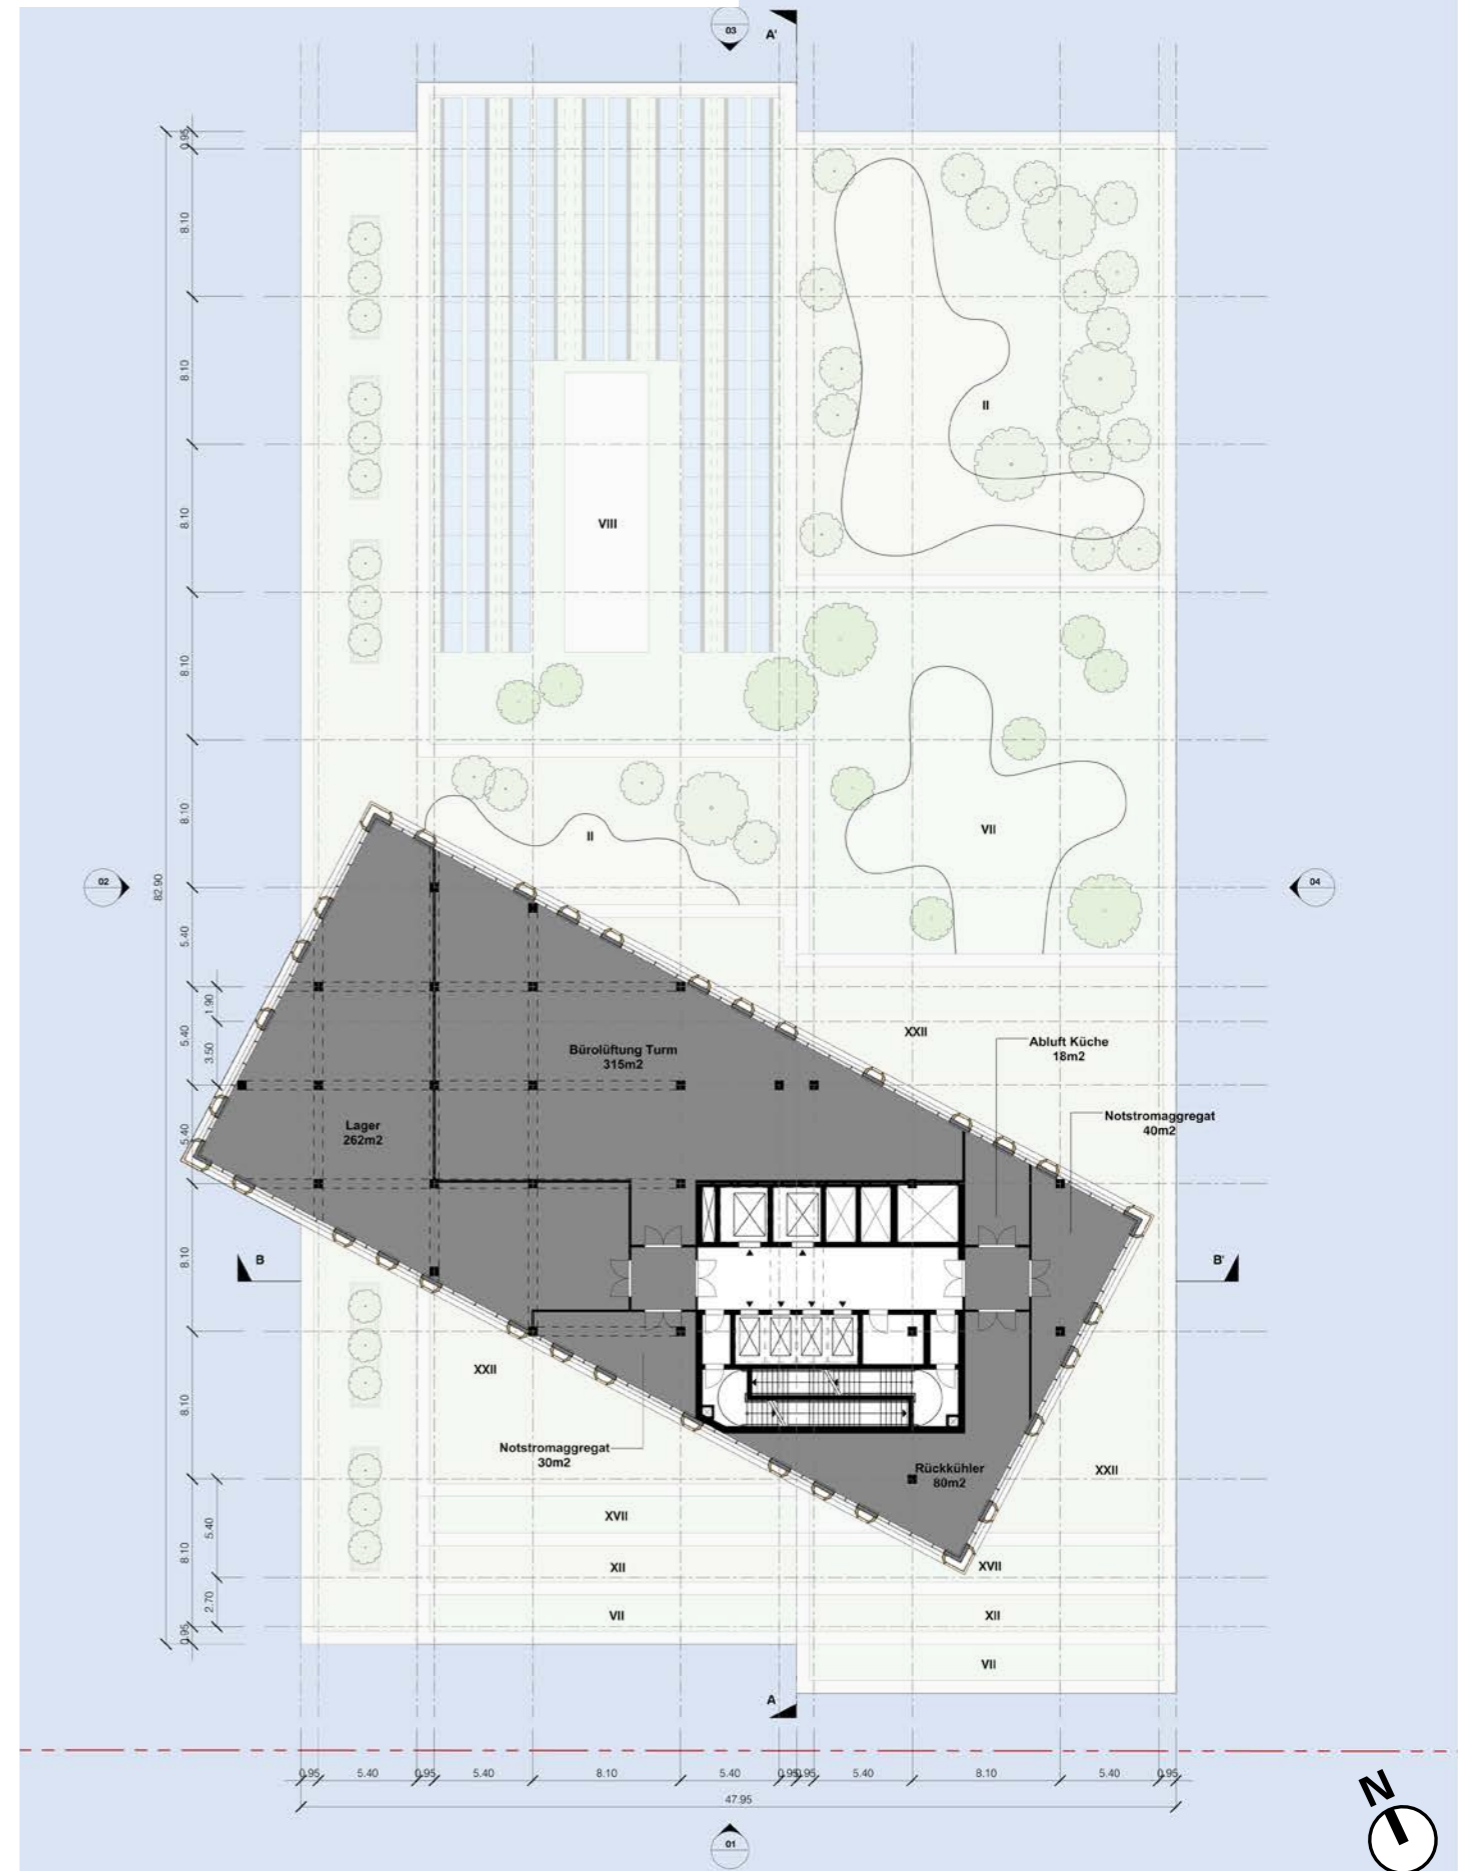 03
A'
0.95
8.10
8.10
II
8.10
VIII
8.10
8.10
II
VII
02
04
82.90
5.40
1.90
XXII
5.40
3.50
Bürolüftung Turm
315m2
Abluft Küche
18m2
Notstromaggregat
40m2
Lager
262m2
5.40
B
B'
8.10
XXII
8.10
Notstromaggregat
30m2
Rückkühler
80m2
XXII
5.40
XVII
8.10
XII
XVII
2.70
VII
XII
0.95
VII
A
0.95
5.40
0.95
5.40
8.10
5.40
0.95
0.95
5.40
8.10
5.40
0.95
47.95
N
01